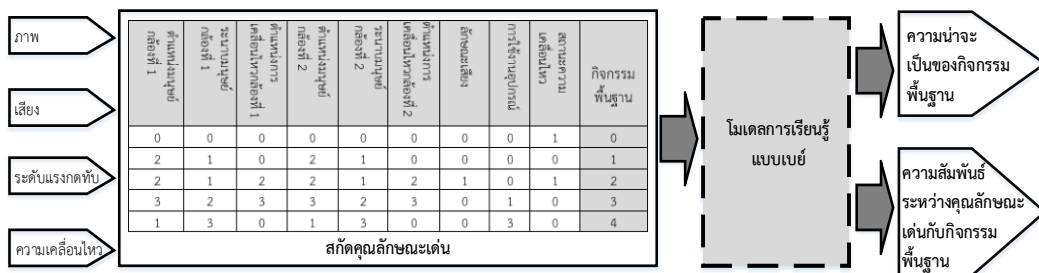 ภาพ
เสียง
ระดับแรงกดทับ
ความเคลื่อนไหว
ตำแหน่งมนุษย์
กล้องที่ 1
ระนาบมนุษย์
กล้องที่ 1
ตำแหน่งการ
เคลื่อนไหวกล้องที่ 1
ตำแหน่งมนุษย์
กล้องที่ 2
ระนาบมนุษย์
กล้องที่ 2
ตำแหน่งการ
เคลื่อนไหวกล้องที่ 2
ลักษณะเสียง
การใช้งานอุปกรณ์
สถานะความ
เคลื่อนไหว
กิจกรรม
พื้นฐาน
0 0 0 0 0 0 0 0 1 0
2 1 0 2 1 0 0 0 0 1
2 1 2 2 1 2 1 0 1 2
3 2 3 3 2 3 0 1 0 3
1 3 0 1 3 0 0 3 0 4
สกัดคุณลักษณะเด่น
โมเดลการเรียนรู้
แบบเบย์
ความน่าจะ
เป็นของกิจกรรม
พื้นฐาน
ความสัมพันธ์
ระหว่างคุณลักษณะ
เด่นกับกิจกรรม
พื้นฐาน